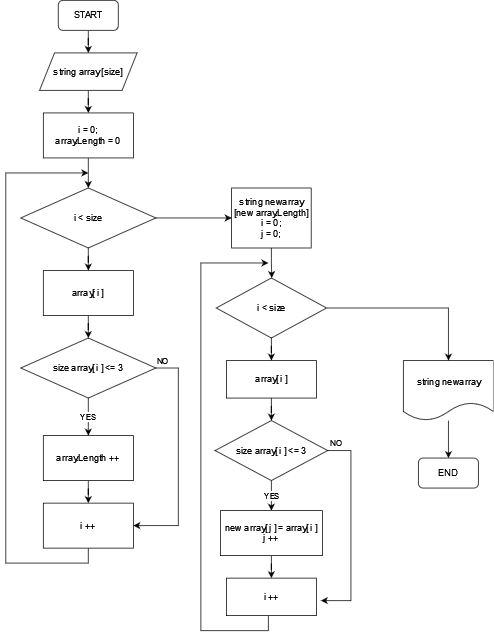 START
string array[size]
i = 0;
arrayLength = 0
i < size
array[i]
size array[i] <= 3
NO
YES
arrayLength ++
i ++
string newarray
[new arrayLength]
i = 0;
j = 0;
i < size
array[i]
size array[i] <= 3
NO
YES
new array[j] = array[i]
j ++
i ++
string newarray
END